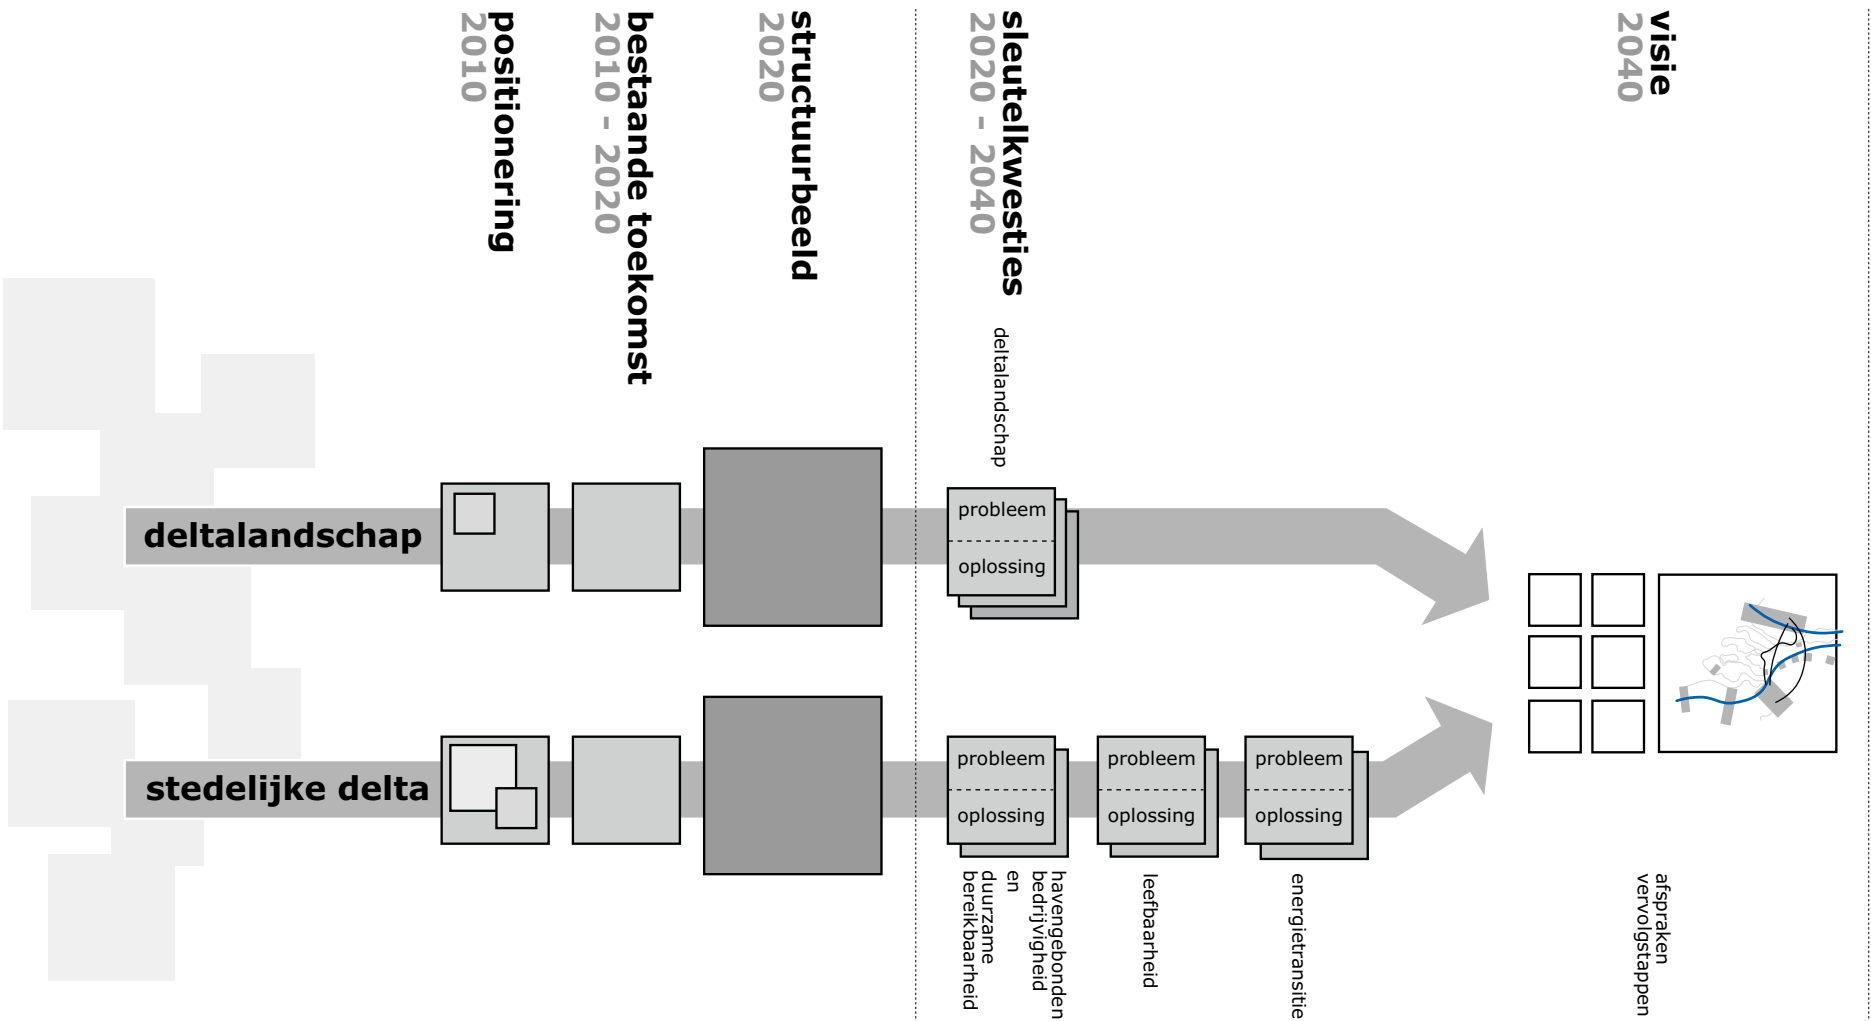 positionering
2010
bestaande toekomst
2010 - 2020
structuurbeeld
2020
sleutelkwesties
2020 - 2040
visie
2040
deltalandschap
deltalandschap
probleem
oplossing
stedelijke delta
probleem
oplossing
probleem
oplossing
probleem
oplossing
havengebonden
bedrijvigheid
en
duurzame
bereikbaarheid
leefbaarheid
energietransitie
afspraken
vervolgstappen